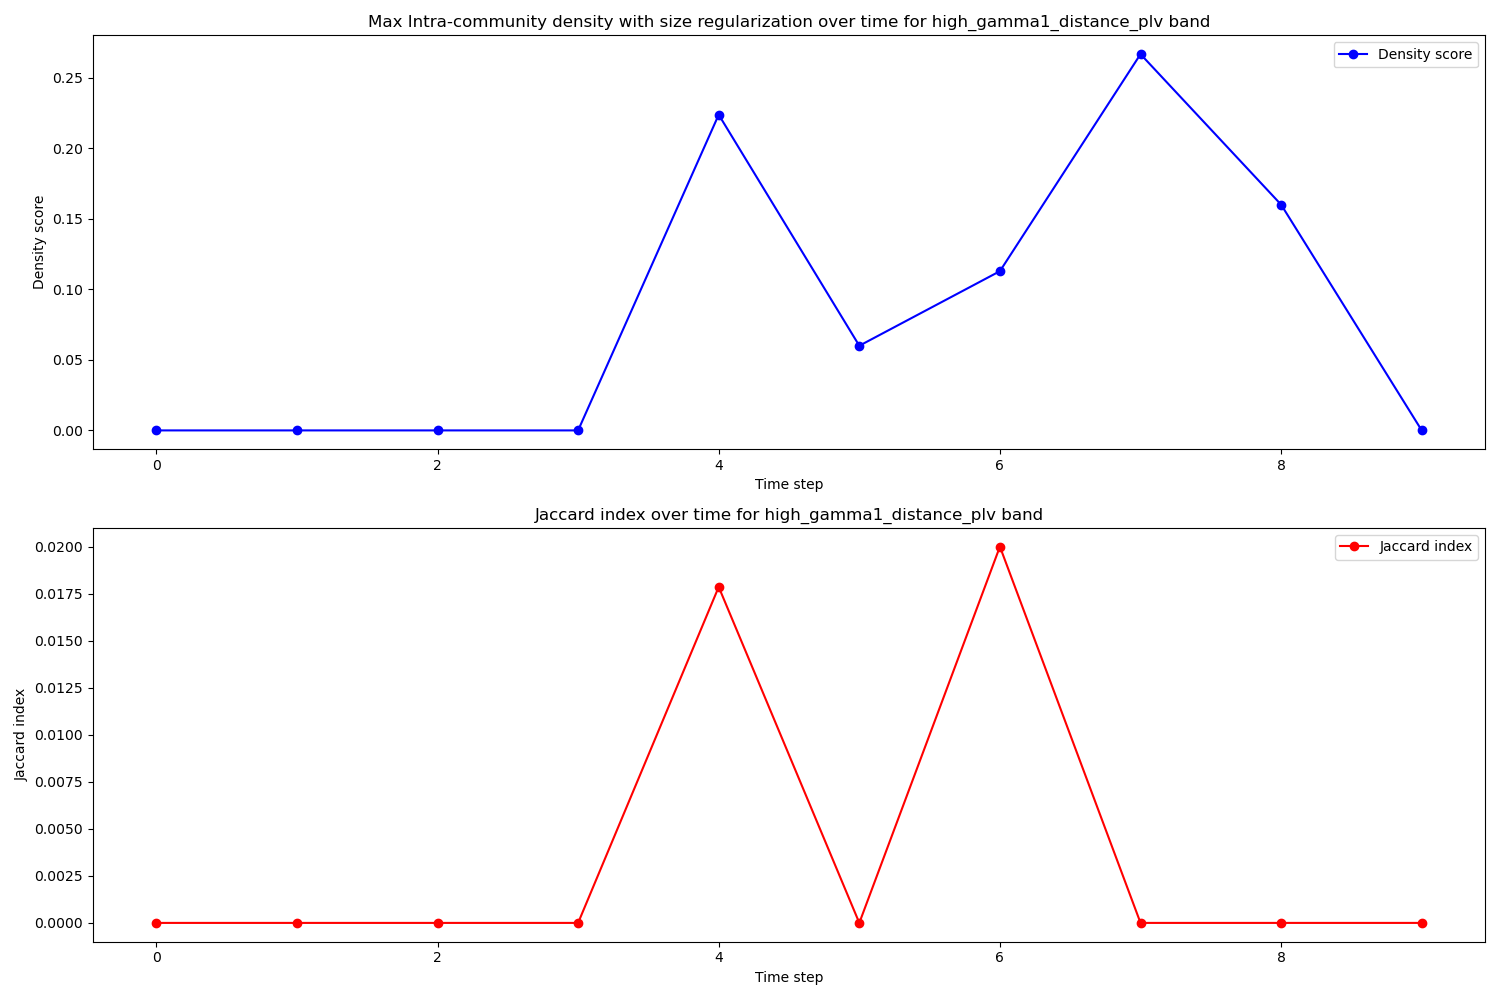 Max Intra-community density with size regularization over time for high_gamma1_distance_plv band
Density score
0.25
0.20
0.15
0.10
0.05
0.00
Density score
0 2 4 6 8
Time step
Jaccard index over time for high_gamma1_distance_plv band
Jaccard index
0.0200
0.0175
0.0150
0.0125
0.0100
0.0075
0.0050
0.0025
0.0000
Jaccard index
0 2 4 6 8
Time step